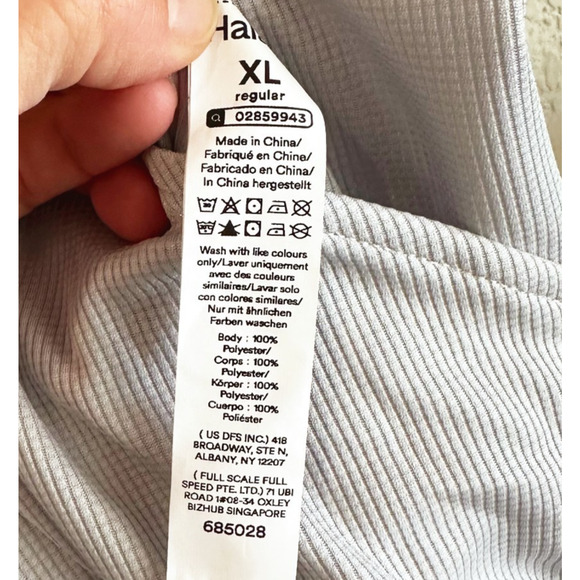 XL
regular
02859943
Made in China/
Fabriqué en Chine/
Fabricado en China/
In China hergestellt
Wash with like colours
only/Laver uniquement
avec des couleurs
similaires/Lavar solo
con colores similares/
Nur mit ähnlichen
Farben waschen
Body : 100%
Polyester/
Corps : 100%
Polyester/
Körper : 100%
Polyester/
Cuerpo : 100%
Poliéster
( US DFS INC.) 418
BROADWAY, STE N,
ALBANY, NY 12207
( FULL SCALE FULL
SPEED PTE. LTD.) 71 UBI
ROAD 1#08-34 OXLEY
BIZHUB SINGAPORE
685028